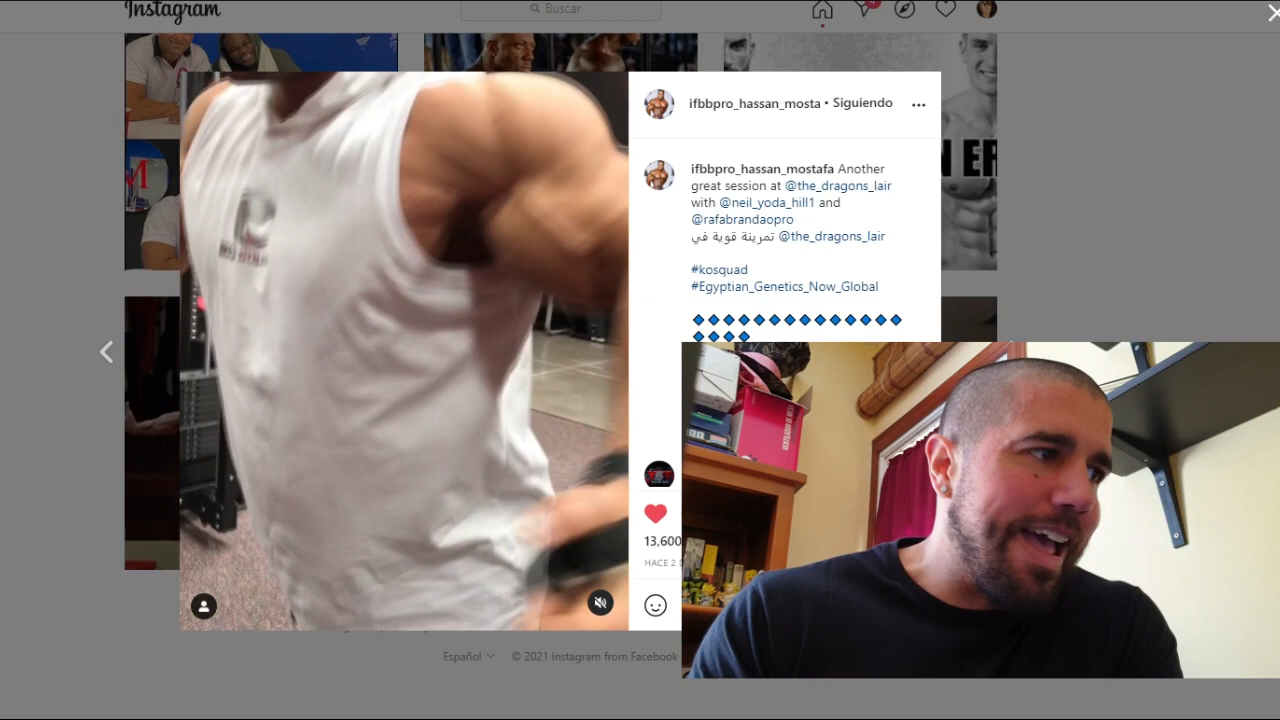 Instagram
Buscar
ifbbpro_hassan_mosta • Siguiendo
ifbbpro_hassan_mostafa Another
great session at @the_dragons_lair
with @neil_yoda_hill1 and
@rafabrandaopro
تمرينة قوية في @the_dragons_lair
#kosquad
#Egyptian_Genetics_Now_Global
13,600
HACE 2
Español
© 2021 Instagram from Facebook